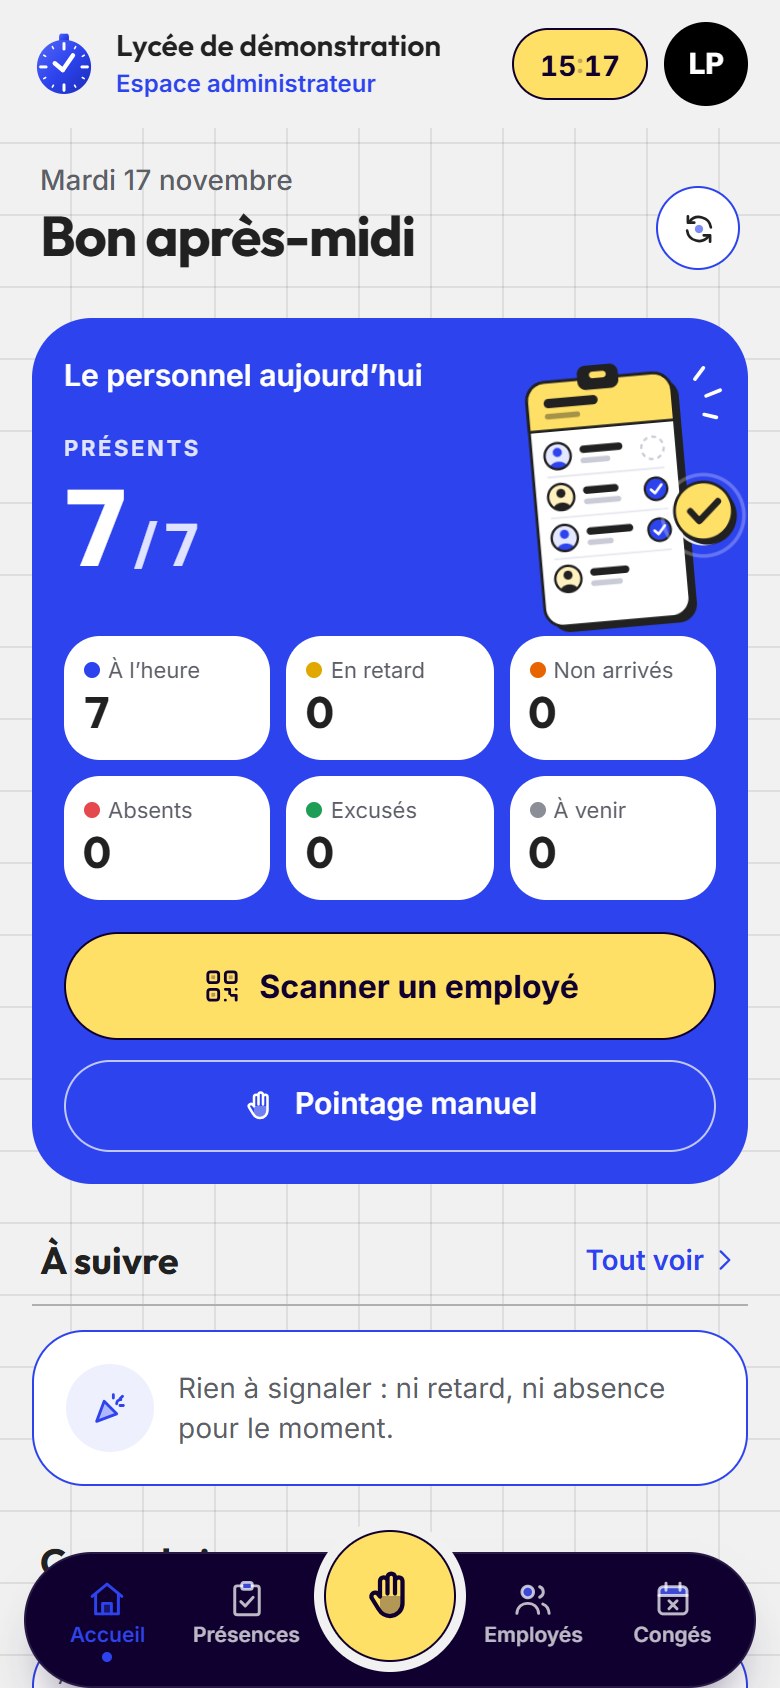 Lycée de démonstration
Espace administrateur
15:17
LP
Mardi 17 novembre
Bon après-midi
Le personnel aujourd’hui
PRÉSENTS
7/7
À l’heure
7
En retard
0
Non arrivés
0
Absents
0
Excusés
0
À venir
0
Scanner un employé
Pointage manuel
À suivre
Tout voir
Rien à signaler : ni retard, ni absence
pour le moment.
Accueil
Présences
Employés
Congés